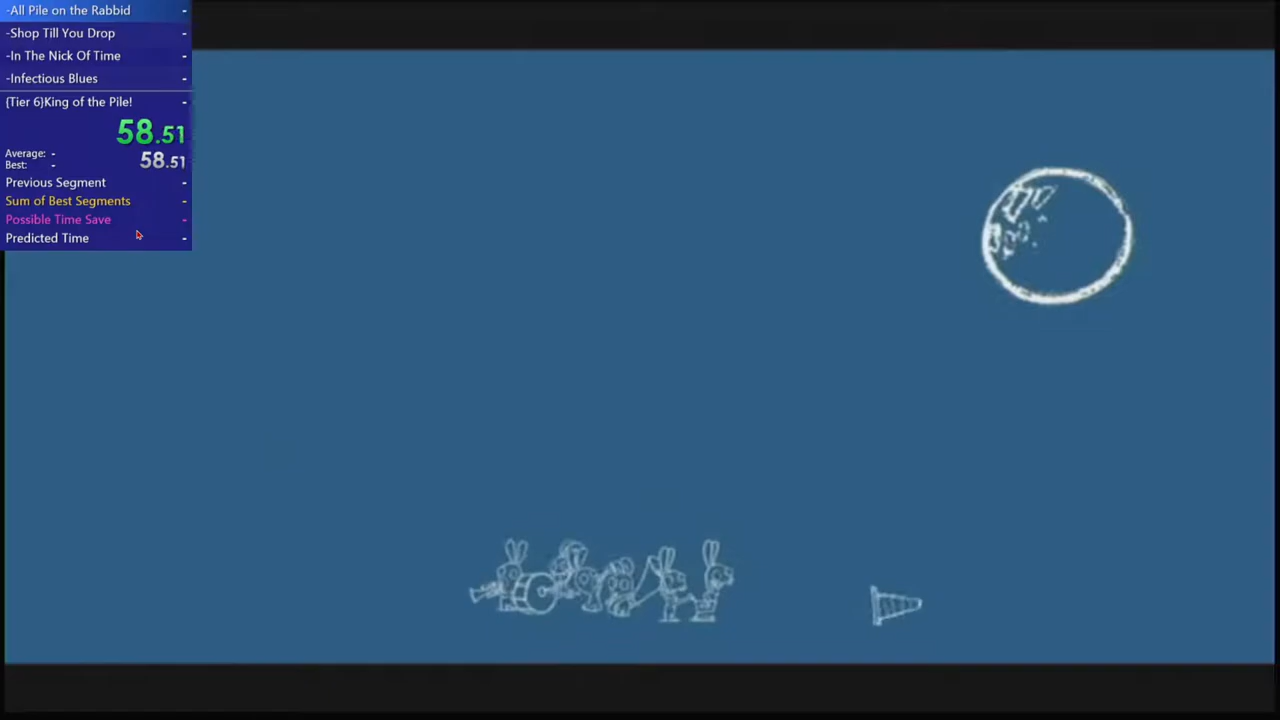 -All Pile on the Rabbid -
-Shop Till You Drop -
-In The Nick Of Time -
-Infectious Blues -
{Tier 6}King of the Pile! -
58.51
Average: -
Best: - 58.51
Previous Segment -
Sum of Best Segments -
Possible Time Save -
Predicted Time -